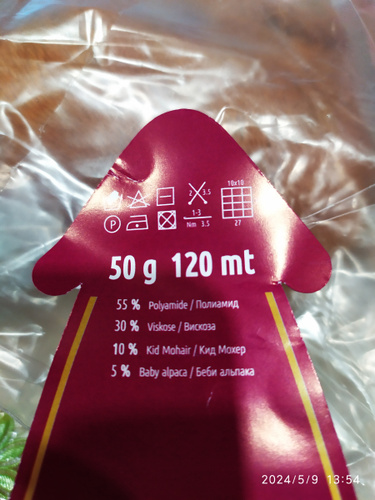 10x10
2 3.5
P
1-3
Nm 3.5
27
50 g 120 mt
55 % Polyamide / Полиамид
30 % Viskose / Вискоза
10 % Kid Mohair / Кид Мохер
5 % Baby alpaca / Беби альпака
2024/5/9 13:54